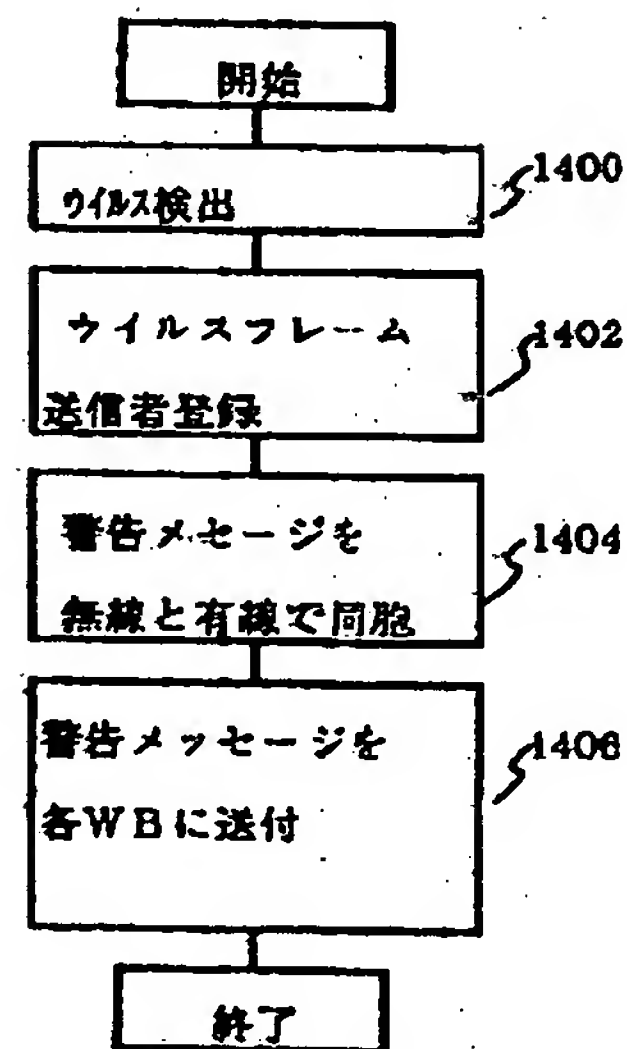 開始
ウイルス検出
1400
ウイルスフレーム
1402
送信者登録
警告メセージを
1404
無線と有線で同胞
警告メッセージを
1406
各WBに送付
終了